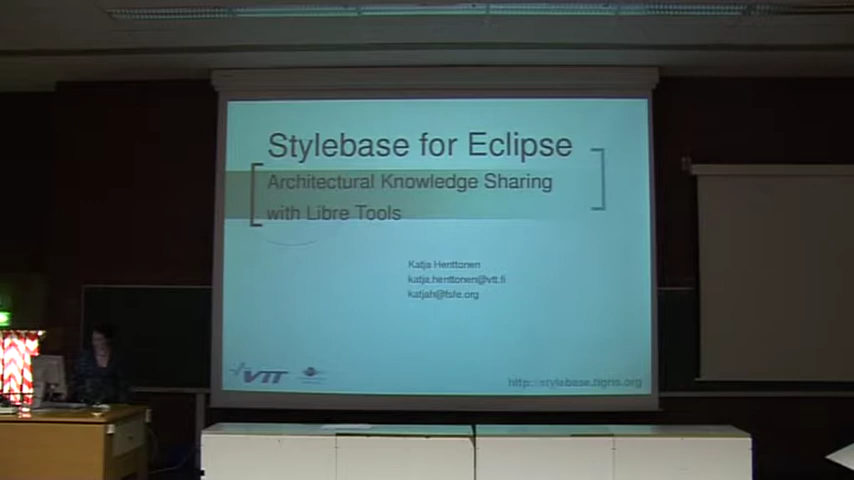 Stylebase for Eclipse
Architectural Knowledge Sharing
with Libre Tools
Katja Henttonen
katja.henttonen@vtt.fi
katjah@fsfe.org
VTT
http://stylebase.tigris.org